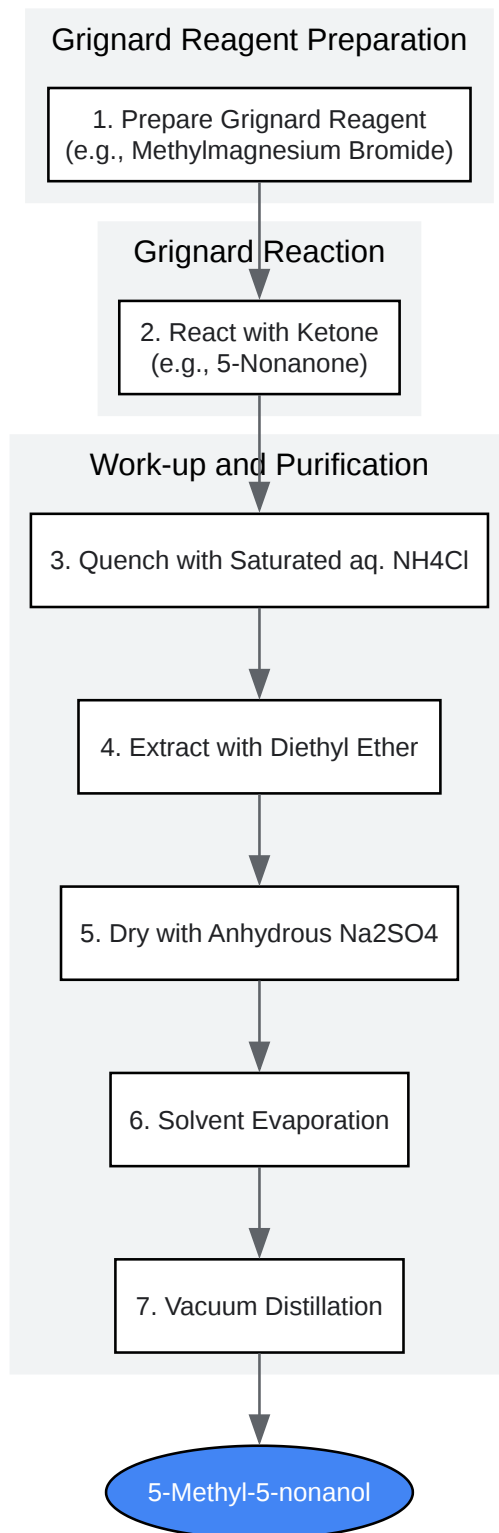 Grignard Reagent Preparation
1. Prepare Grignard Reagent
(e.g., Methylmagnesium Bromide)
Grignard Reaction
2. React with Ketone
(e.g., 5-Nonanone)
Work-up and Purification
3. Quench with Saturated aq. NH4Cl
4. Extract with Diethyl Ether
5. Dry with Anhydrous Na2SO4
6. Solvent Evaporation
7. Vacuum Distillation
5-Methyl-5-nonanol